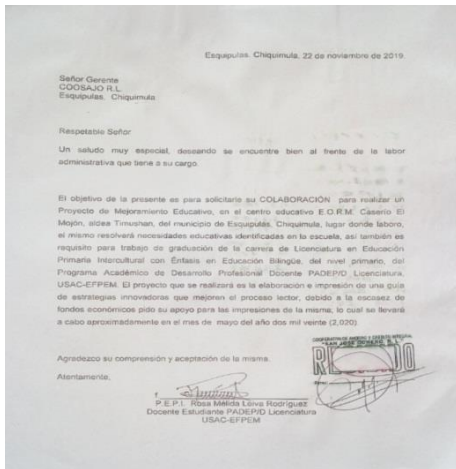 Esquipulas, Chiquimula, 22 de noviembre de 2019
Señor Gerente
COOSAJO R.L.
Esquipulas, Chiquimula
Respetable Señor
Un saludo muy especial, deseando se encuentre bien al frente de la labor
administrativa que tiene a su cargo.
El objetivo de la presente es para solicitarle su COLABORACIÓN para realizar un
Proyecto de Mejoramiento Educativo, en el centro educativo E.O.R.M. Caserío El
Mojón, aldea Timushan, del municipio de Esquipulas, Chiquimula, lugar donde laboro,
el mismo resolverá necesidades educativas identificadas en la escuela, así también es
requisito para trabajo de graduación de la carrera de Licenciatura en Educación
Primaria Intercultural con Énfasis en Educación Bilingüe, del nivel primario, del
Programa Académico de Desarrollo Profesional Docente PADEP/D Licenciatura,
USAC-EFPEM. El proyecto que se realizará es la elaboración e impresión de una guía
de estrategias innovadoras que mejoren el proceso lector, debido a la escasez de
fondos económicos pido su apoyo para las impresiones de la misma, lo cual se llevará
a cabo aproximadamente en el mes de mayo del año dos mil veinte (2,020)
Agradezco su comprensión y aceptación de la misma.
Atentamente,
COOPERATIVA DE AHORRO Y CREDITO INTEGRAL
"SAN JOSE OBRERO, R.L."
f.
P.E.P.I. Rosa Mélida Leiva Rodríguez
Docente Estudiante PADEP/D Licenciatura
USAC-EFPEM